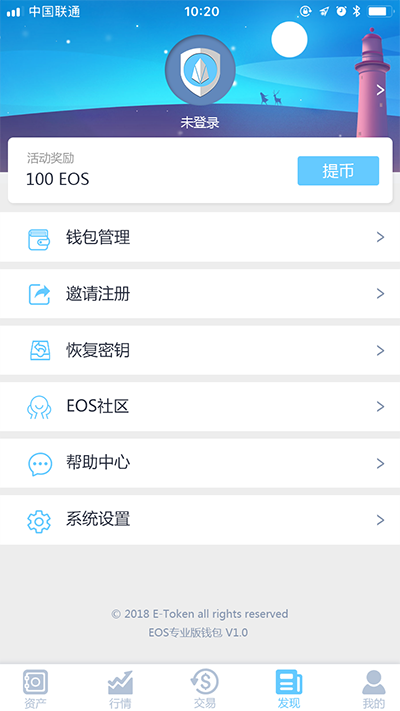 中国联通
10:20
未登录
活动奖励
100 EOS
提币
钱包管理
邀请注册
恢复密钥
EOS社区
帮助中心
系统设置
© 2018 E-Token all rights reserved
EOS专业版钱包 V1.0
资产
行情
交易
发现
我的